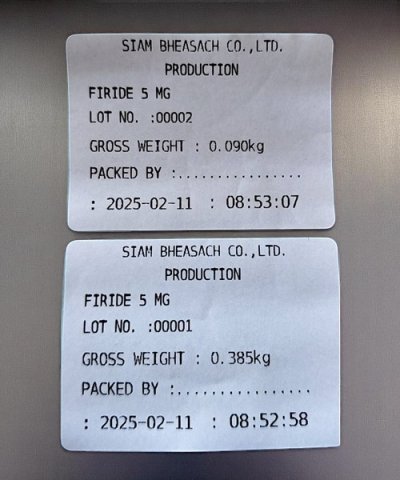 SIAM BHEASACH CO.,LTD.
PRODUCTION
FIRIDE 5 MG
LOT NO. :00002
GROSS WEIGHT : 0.090kg
PACKED BY :................
: 2025-02-11 : 08:53:07
SIAM BHEASACH CO.,LTD.
PRODUCTION
FIRIDE 5 MG
LOT NO. :00001
GROSS WEIGHT : 0.385kg
PACKED BY :.................
: 2025-02-11 : 08:52:58